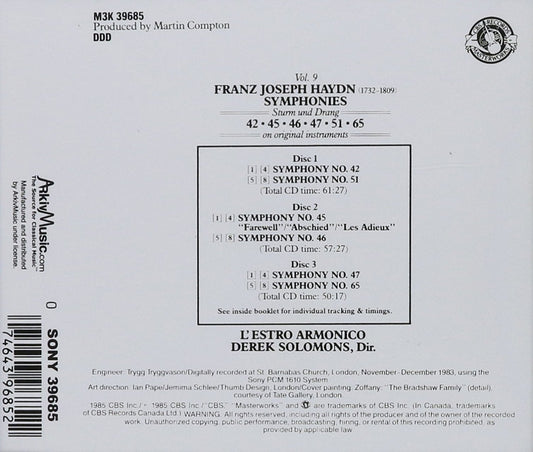 M3K 39685
Produced by Martin Compton
DDD
CBS RECORDS
MASTERWORKS
Vol. 9
FRANZ JOSEPH HAYDN (1732-1809)
SYMPHONIES
Sturm und Drang
42 • 45 • 46 • 47 • 51 • 65
on original instruments
Disc 1
1 4 SYMPHONY NO. 42
5 8 SYMPHONY NO. 51
(Total CD time: 61:27)
Disc 2
1 4 SYMPHONY NO. 45
"Farewell"/"Abschied"/"Les Adieux"
5 8 SYMPHONY NO. 46
(Total CD time: 57:27)
Disc 3
1 4 SYMPHONY NO. 47
5 8 SYMPHONY NO. 65
(Total CD time: 50:17)
See inside booklet for individual tracking & timings.
L'ESTRO ARMONICO
DEREK SOLOMONS, Dir.
ArkivMusic.com
The Source for Classical Music™
Manufactured and distributed
by ArkivMusic under license.
0
74643 96852
SONY 39685
Engineer: Trygg Tryggvason/Digitally recorded at St. Barnabas Church, London, November - December 1983, using the
Sony PCM 1610 System
Art direction: Ian Pape/Jemima Schlee/Thumb Design, London/Cover painting: Zoffany: "The Bradshaw Family" (detail),
courtesy of Tate Gallery, London.
1985 CBS Inc./ 1985 CBS Inc./"CBS," "Masterworks" and are trademarks of CBS Inc. (In Canada, trademarks
of CBS Records Canada Ltd.) WARNING: All rights reserved, including all rights of the producer and of the owner of the recorded
work. Unauthorized copying, public performance, broadcasting, hiring, or rental of this recording prohibited, as
provided by applicable law.